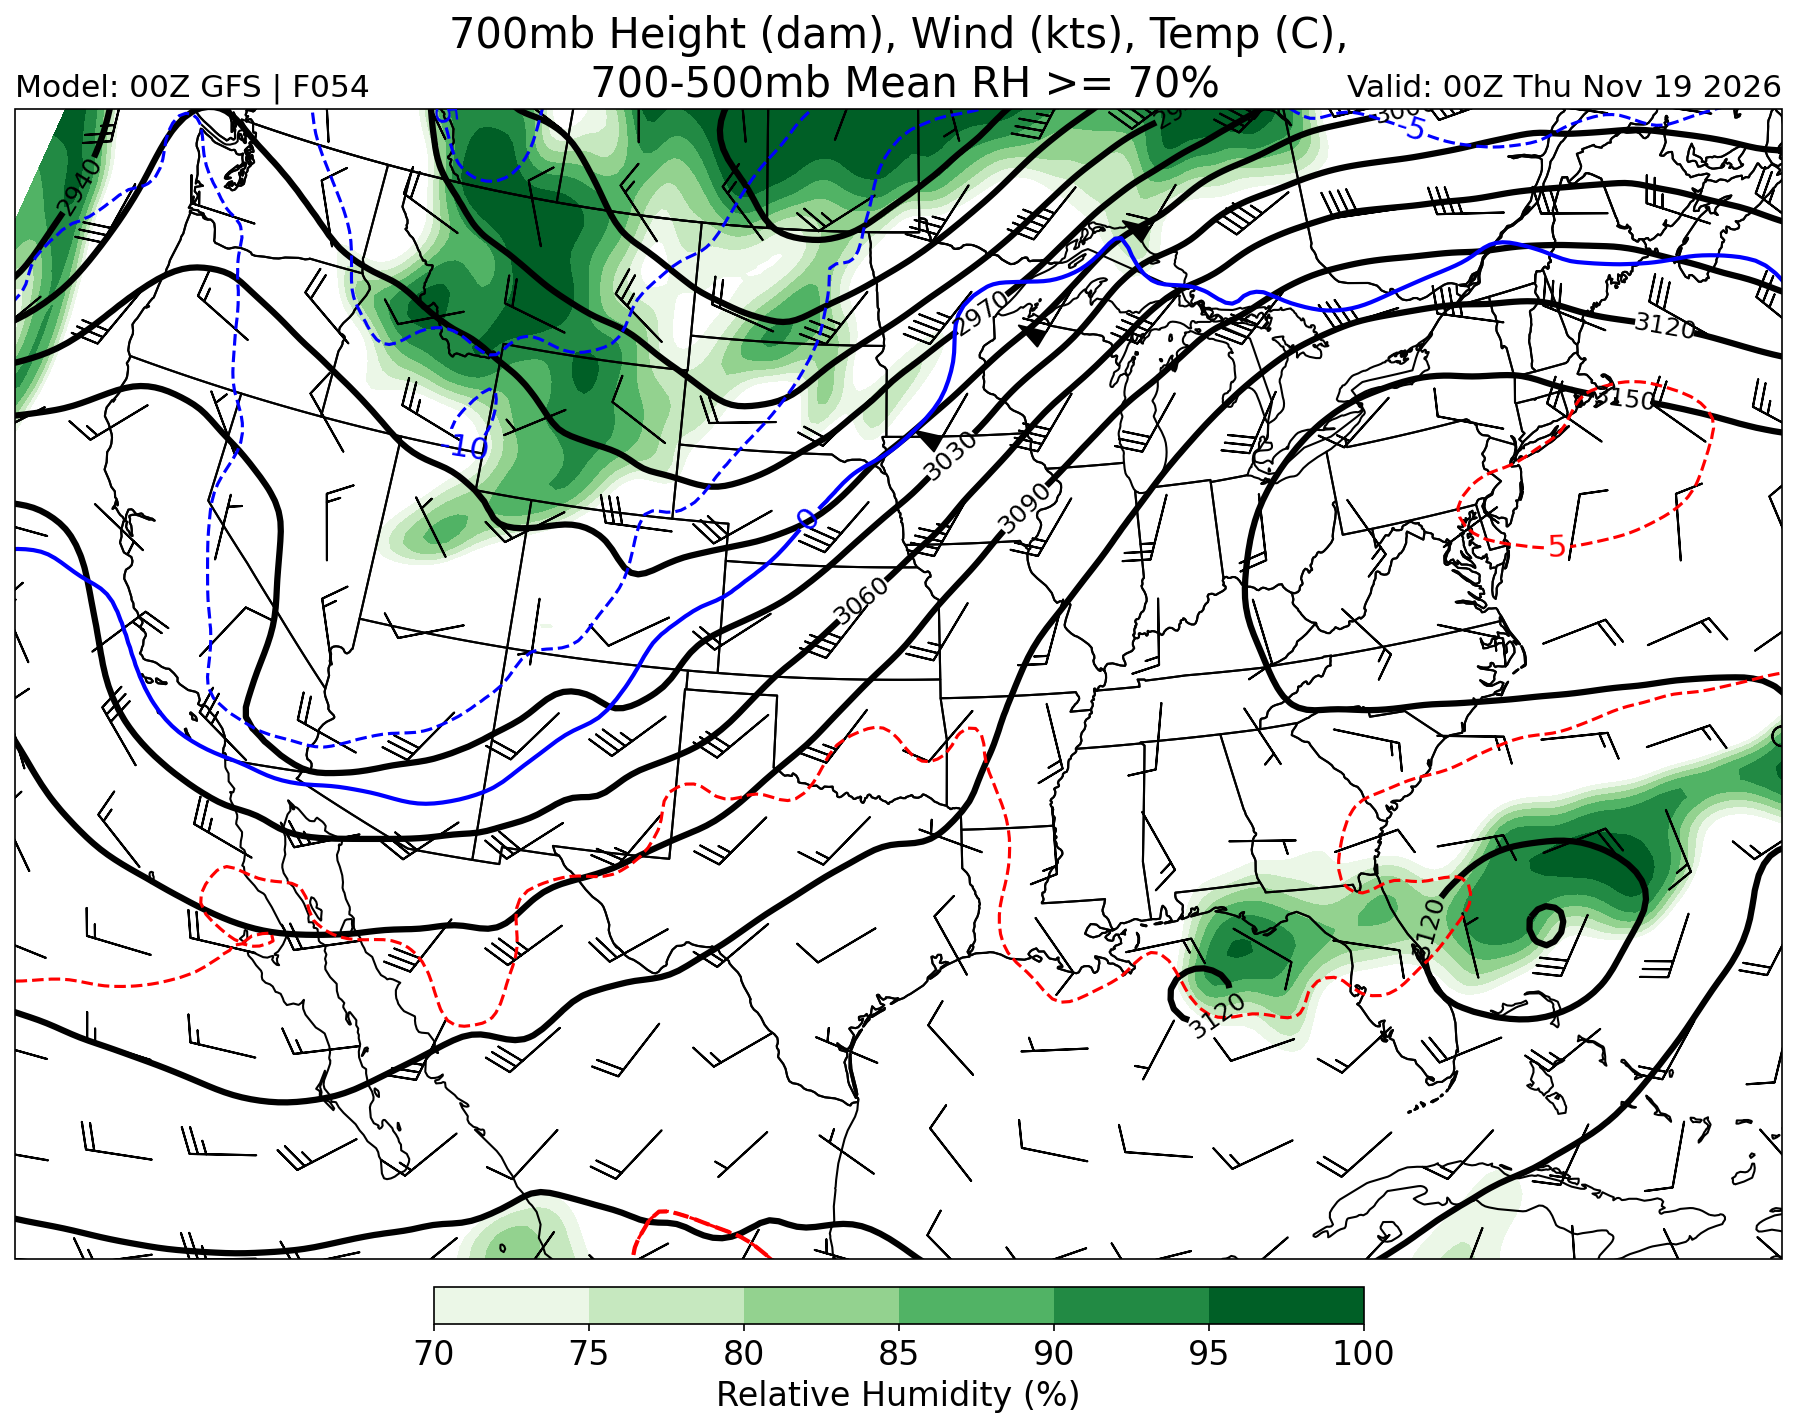 700mb Height (dam), Wind (kts), Temp (C),
700-500mb Mean RH >= 70%
Model: 00Z GFS | F054
Valid: 00Z Thu Nov 19 2026
2940
-5
3120
3150
2970
-10
3030
0
3090
5
3060
3120
3120
70 75 80 85 90 95 100
Relative Humidity (%)